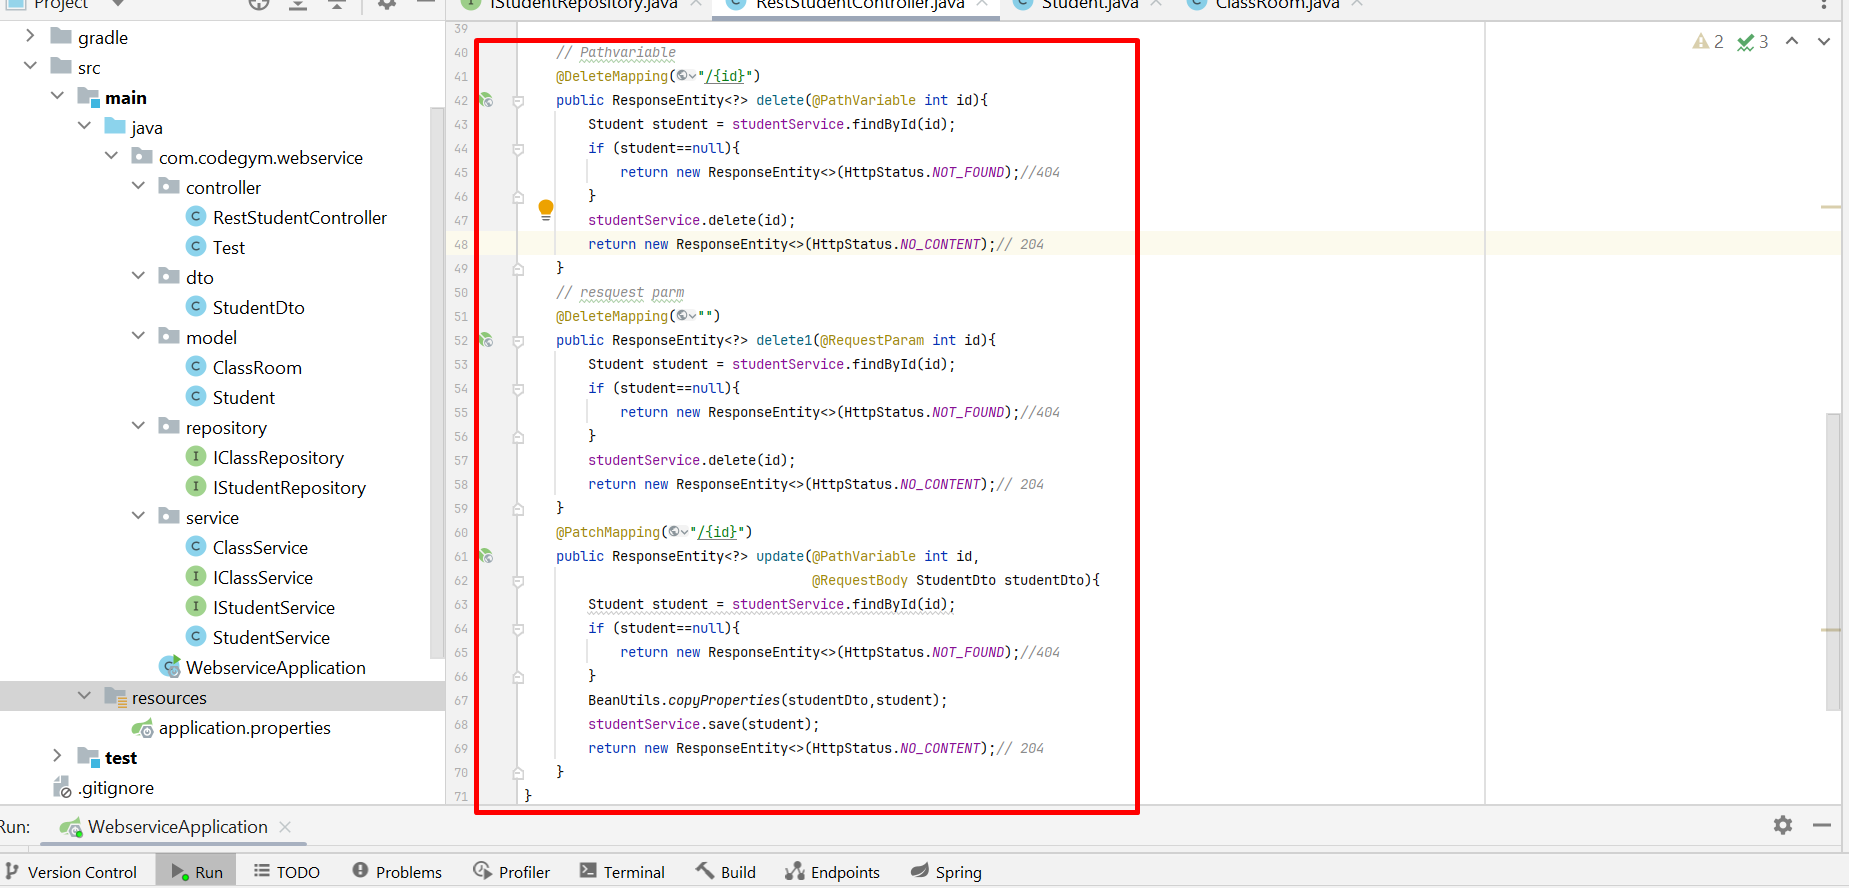 Project
IStudentRepository.java
RestStudentController.java
Student.java
ClassRoom.java
gradle
src
main
java
com.codegym.webservice
controller
RestStudentController
Test
dto
StudentDto
model
ClassRoom
Student
repository
IClassRepository
IStudentRepository
service
ClassService
IClassService
IStudentService
StudentService
WebserviceApplication
resources
application.properties
test
.gitignore
2 3
39
40 // Pathvariable
41 @DeleteMapping("/{id}")
42 public ResponseEntity<?> delete(@PathVariable int id){
43 Student student = studentService.findById(id);
44 if (student==null){
45 return new ResponseEntity<>(HttpStatus.NOT_FOUND);//404
46 }
47 studentService.delete(id);
48 return new ResponseEntity<>(HttpStatus.NO_CONTENT);// 204
49 }
50 // resquest parm
51 @DeleteMapping("")
52 public ResponseEntity<?> delete1(@RequestParam int id){
53 Student student = studentService.findById(id);
54 if (student==null){
55 return new ResponseEntity<>(HttpStatus.NOT_FOUND);//404
56 }
57 studentService.delete(id);
58 return new ResponseEntity<>(HttpStatus.NO_CONTENT);// 204
59 }
60 @PatchMapping("/{id}")
61 public ResponseEntity<?> update(@PathVariable int id,
62 @RequestBody StudentDto studentDto){
63 Student student = studentService.findById(id);
64 if (student==null){
65 return new ResponseEntity<>(HttpStatus.NOT_FOUND);//404
66 }
67 BeanUtils.copyProperties(studentDto,student);
68 studentService.save(student);
69 return new ResponseEntity<>(HttpStatus.NO_CONTENT);// 204
70 }
71 }
Run: WebserviceApplication
Version Control Run TODO Problems Profiler Terminal Build Endpoints Spring